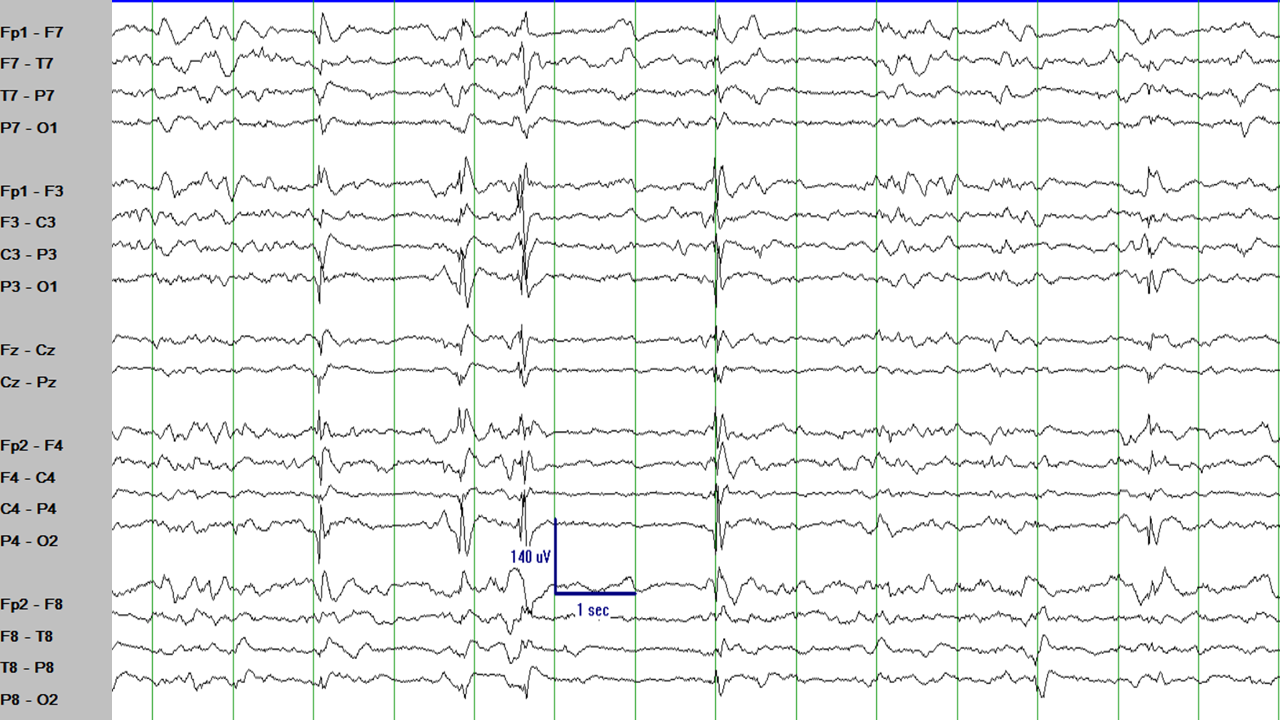 Fp1 - F7
F7 - T7
T7 - P7
P7 - O1
Fp1 - F3
F3 - C3
C3 - P3
P3 - O1
Fz - Cz
Cz - Pz
Fp2 - F4
F4 - C4
C4 - P4
P4 - O2
140 uV
1 sec
Fp2 - F8
F8 - T8
T8 - P8
P8 - O2